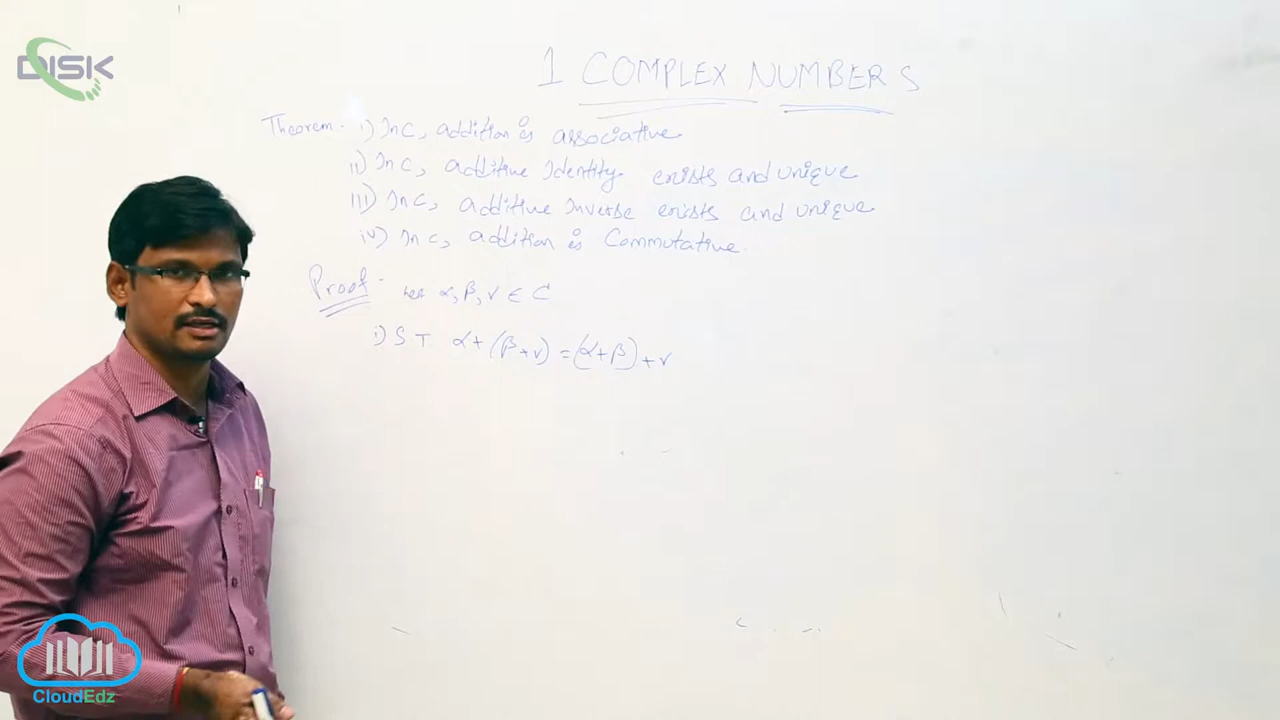 DISK
1 COMPLEX NUMBERS
Theorem - i) In C, addition is associative
ii) In C, additive Identity exists and unique
iii) In C, additive Inverse exists and unique
iv) In C, addition is Commutative.
Proof - Let α, β, γ ∈ C
i) S T α + (β + γ) = (α + β) + γ
CloudEdz